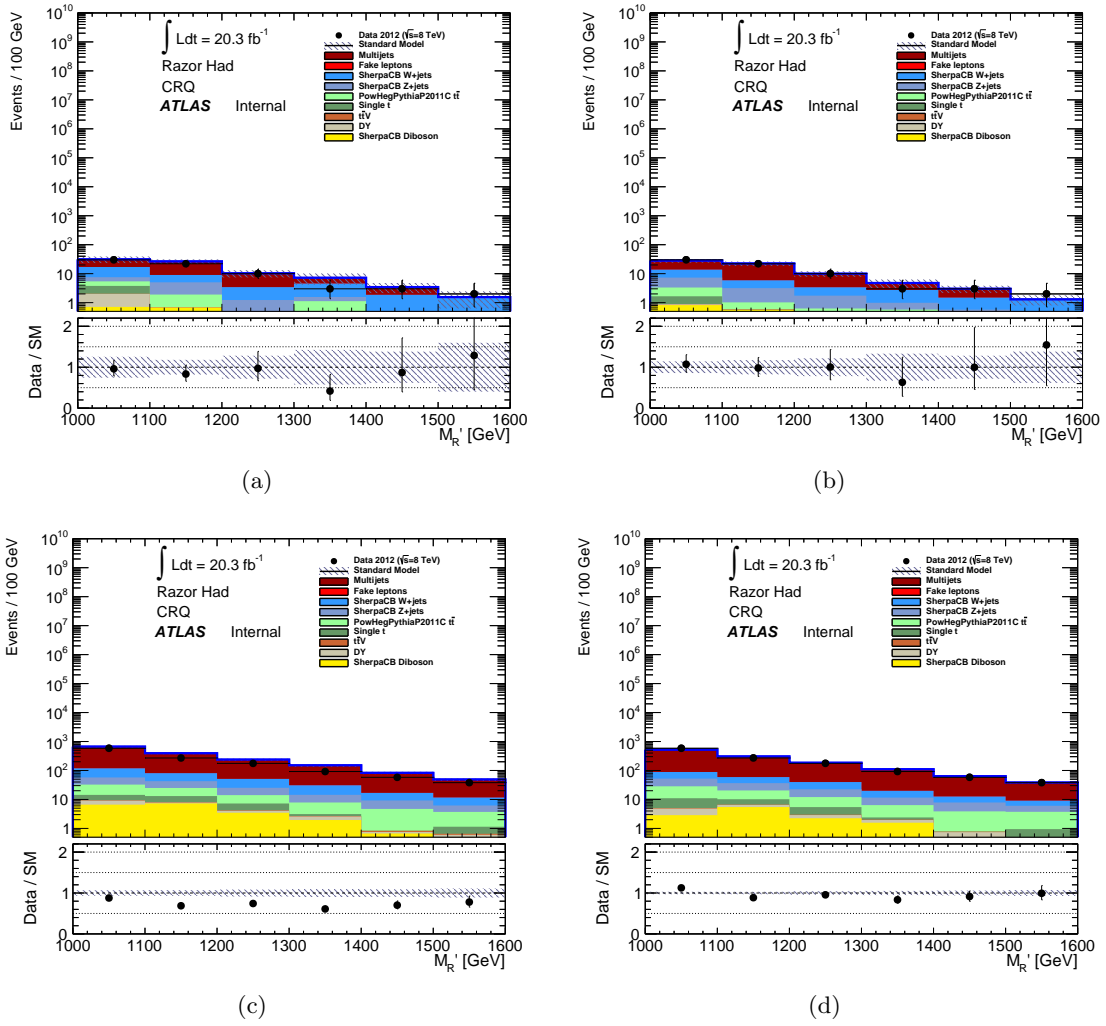 Events / 100 GeV
10^10
10^9
10^8
10^7
10^6
10^5
10^4
10^3
10^2
10
1
∫ Ldt = 20.3 fb^-1
Razor Had
CRQ
ATLAS Internal
Data 2012 (√s=8 TeV)
Standard Model
Multijets
Fake leptons
SherpaCB W+jets
SherpaCB Z+jets
PowHegPythiaP2011C tt̄
Single t
tt̄V
DY
SherpaCB Diboson
Data / SM
2
1
0
1000 1100 1200 1300 1400 1500 1600
M_R' [GeV]
(a)
Events / 100 GeV
10^10
10^9
10^8
10^7
10^6
10^5
10^4
10^3
10^2
10
1
∫ Ldt = 20.3 fb^-1
Razor Had
CRQ
ATLAS Internal
Data 2012 (√s=8 TeV)
Standard Model
Multijets
Fake leptons
SherpaCB W+jets
SherpaCB Z+jets
PowHegPythiaP2011C tt̄
Single t
tt̄V
DY
SherpaCB Diboson
Data / SM
2
1
0
1000 1100 1200 1300 1400 1500 1600
M_R' [GeV]
(b)
Events / 100 GeV
10^10
10^9
10^8
10^7
10^6
10^5
10^4
10^3
10^2
10
1
∫ Ldt = 20.3 fb^-1
Razor Had
CRQ
ATLAS Internal
Data 2012 (√s=8 TeV)
Standard Model
Multijets
Fake leptons
SherpaCB W+jets
SherpaCB Z+jets
PowHegPythiaP2011C tt̄
Single t
tt̄V
DY
SherpaCB Diboson
Data / SM
2
1
0
1000 1100 1200 1300 1400 1500 1600
M_R' [GeV]
(c)
Events / 100 GeV
10^10
10^9
10^8
10^7
10^6
10^5
10^4
10^3
10^2
10
1
∫ Ldt = 20.3 fb^-1
Razor Had
CRQ
ATLAS Internal
Data 2012 (√s=8 TeV)
Standard Model
Multijets
Fake leptons
SherpaCB W+jets
SherpaCB Z+jets
PowHegPythiaP2011C tt̄
Single t
tt̄V
DY
SherpaCB Diboson
Data / SM
2
1
0
1000 1100 1200 1300 1400 1500 1600
M_R' [GeV]
(d)